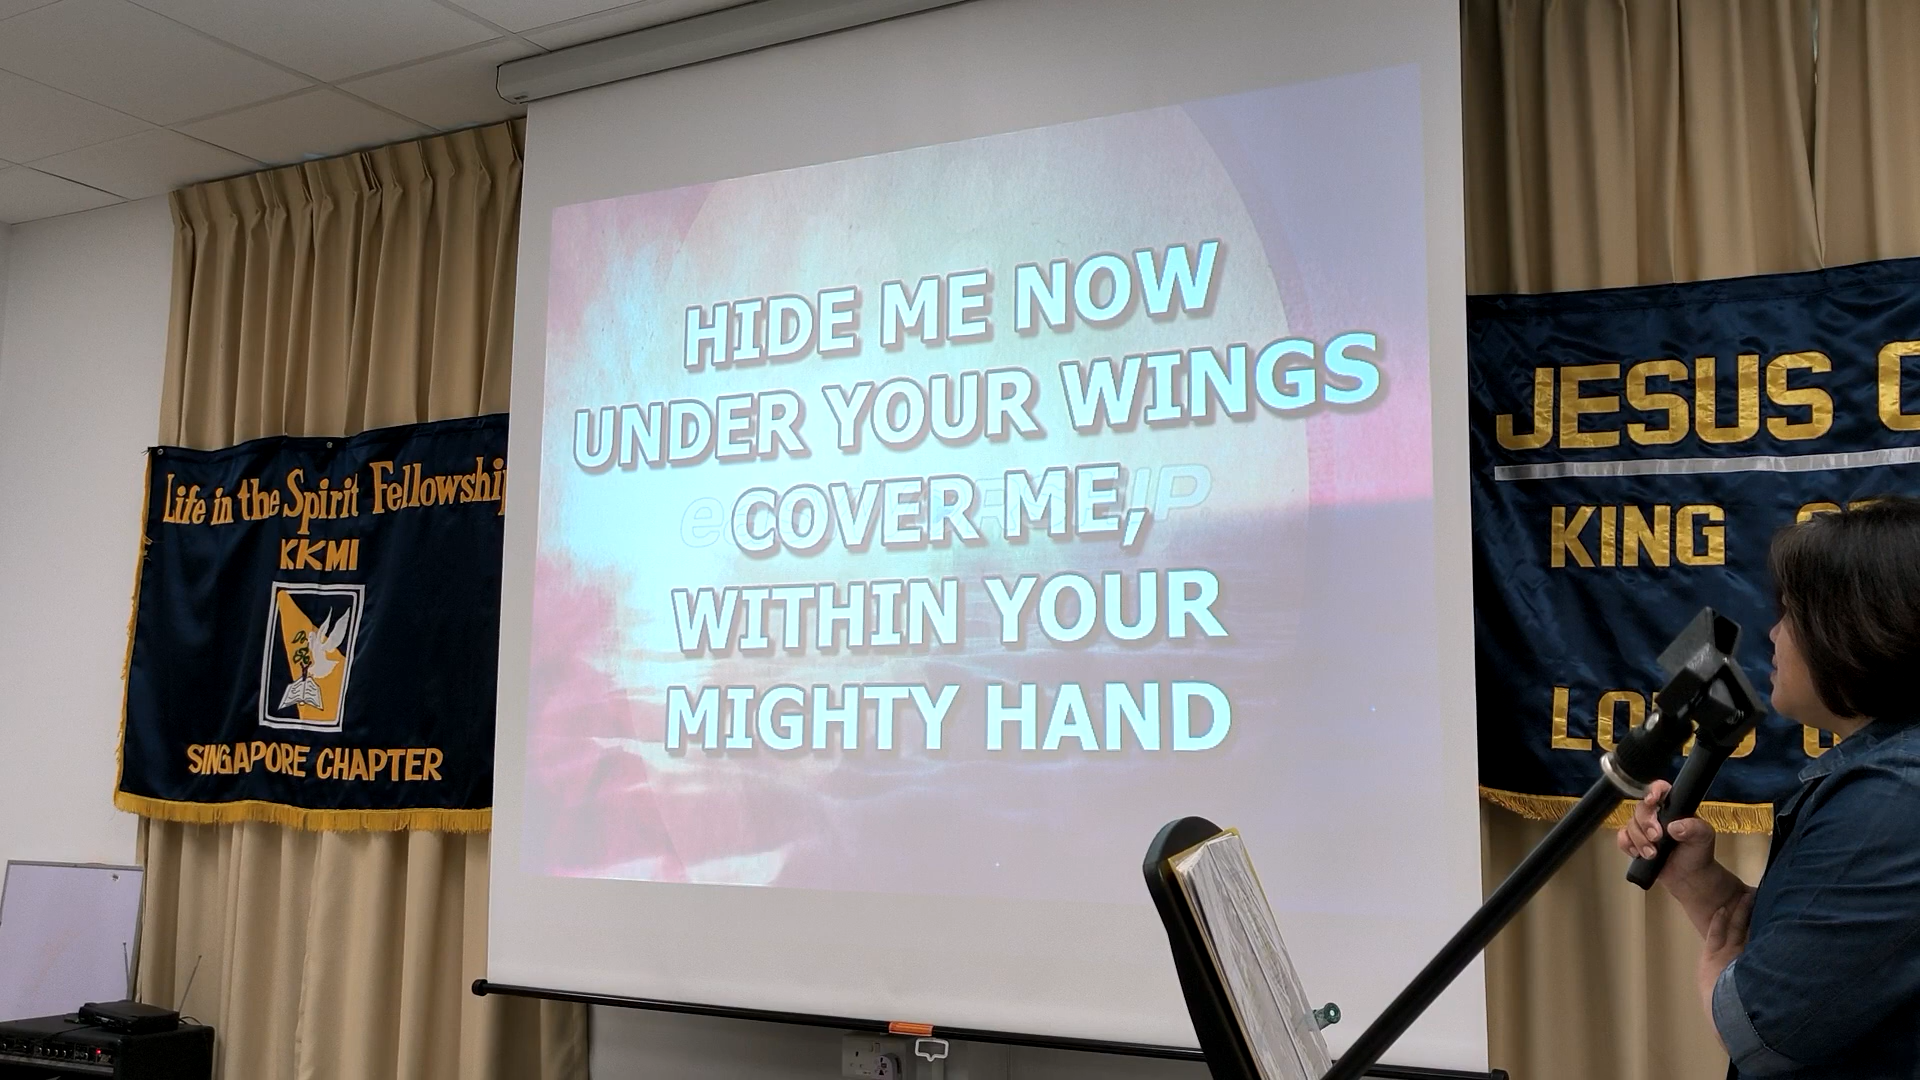 HIDE ME NOW
UNDER YOUR WINGS
COVER ME,
WITHIN YOUR
MIGHTY HAND
Life in the Spirit Fellowshi
KKMI
SINGAPORE CHAPTER
JESUS C
KING